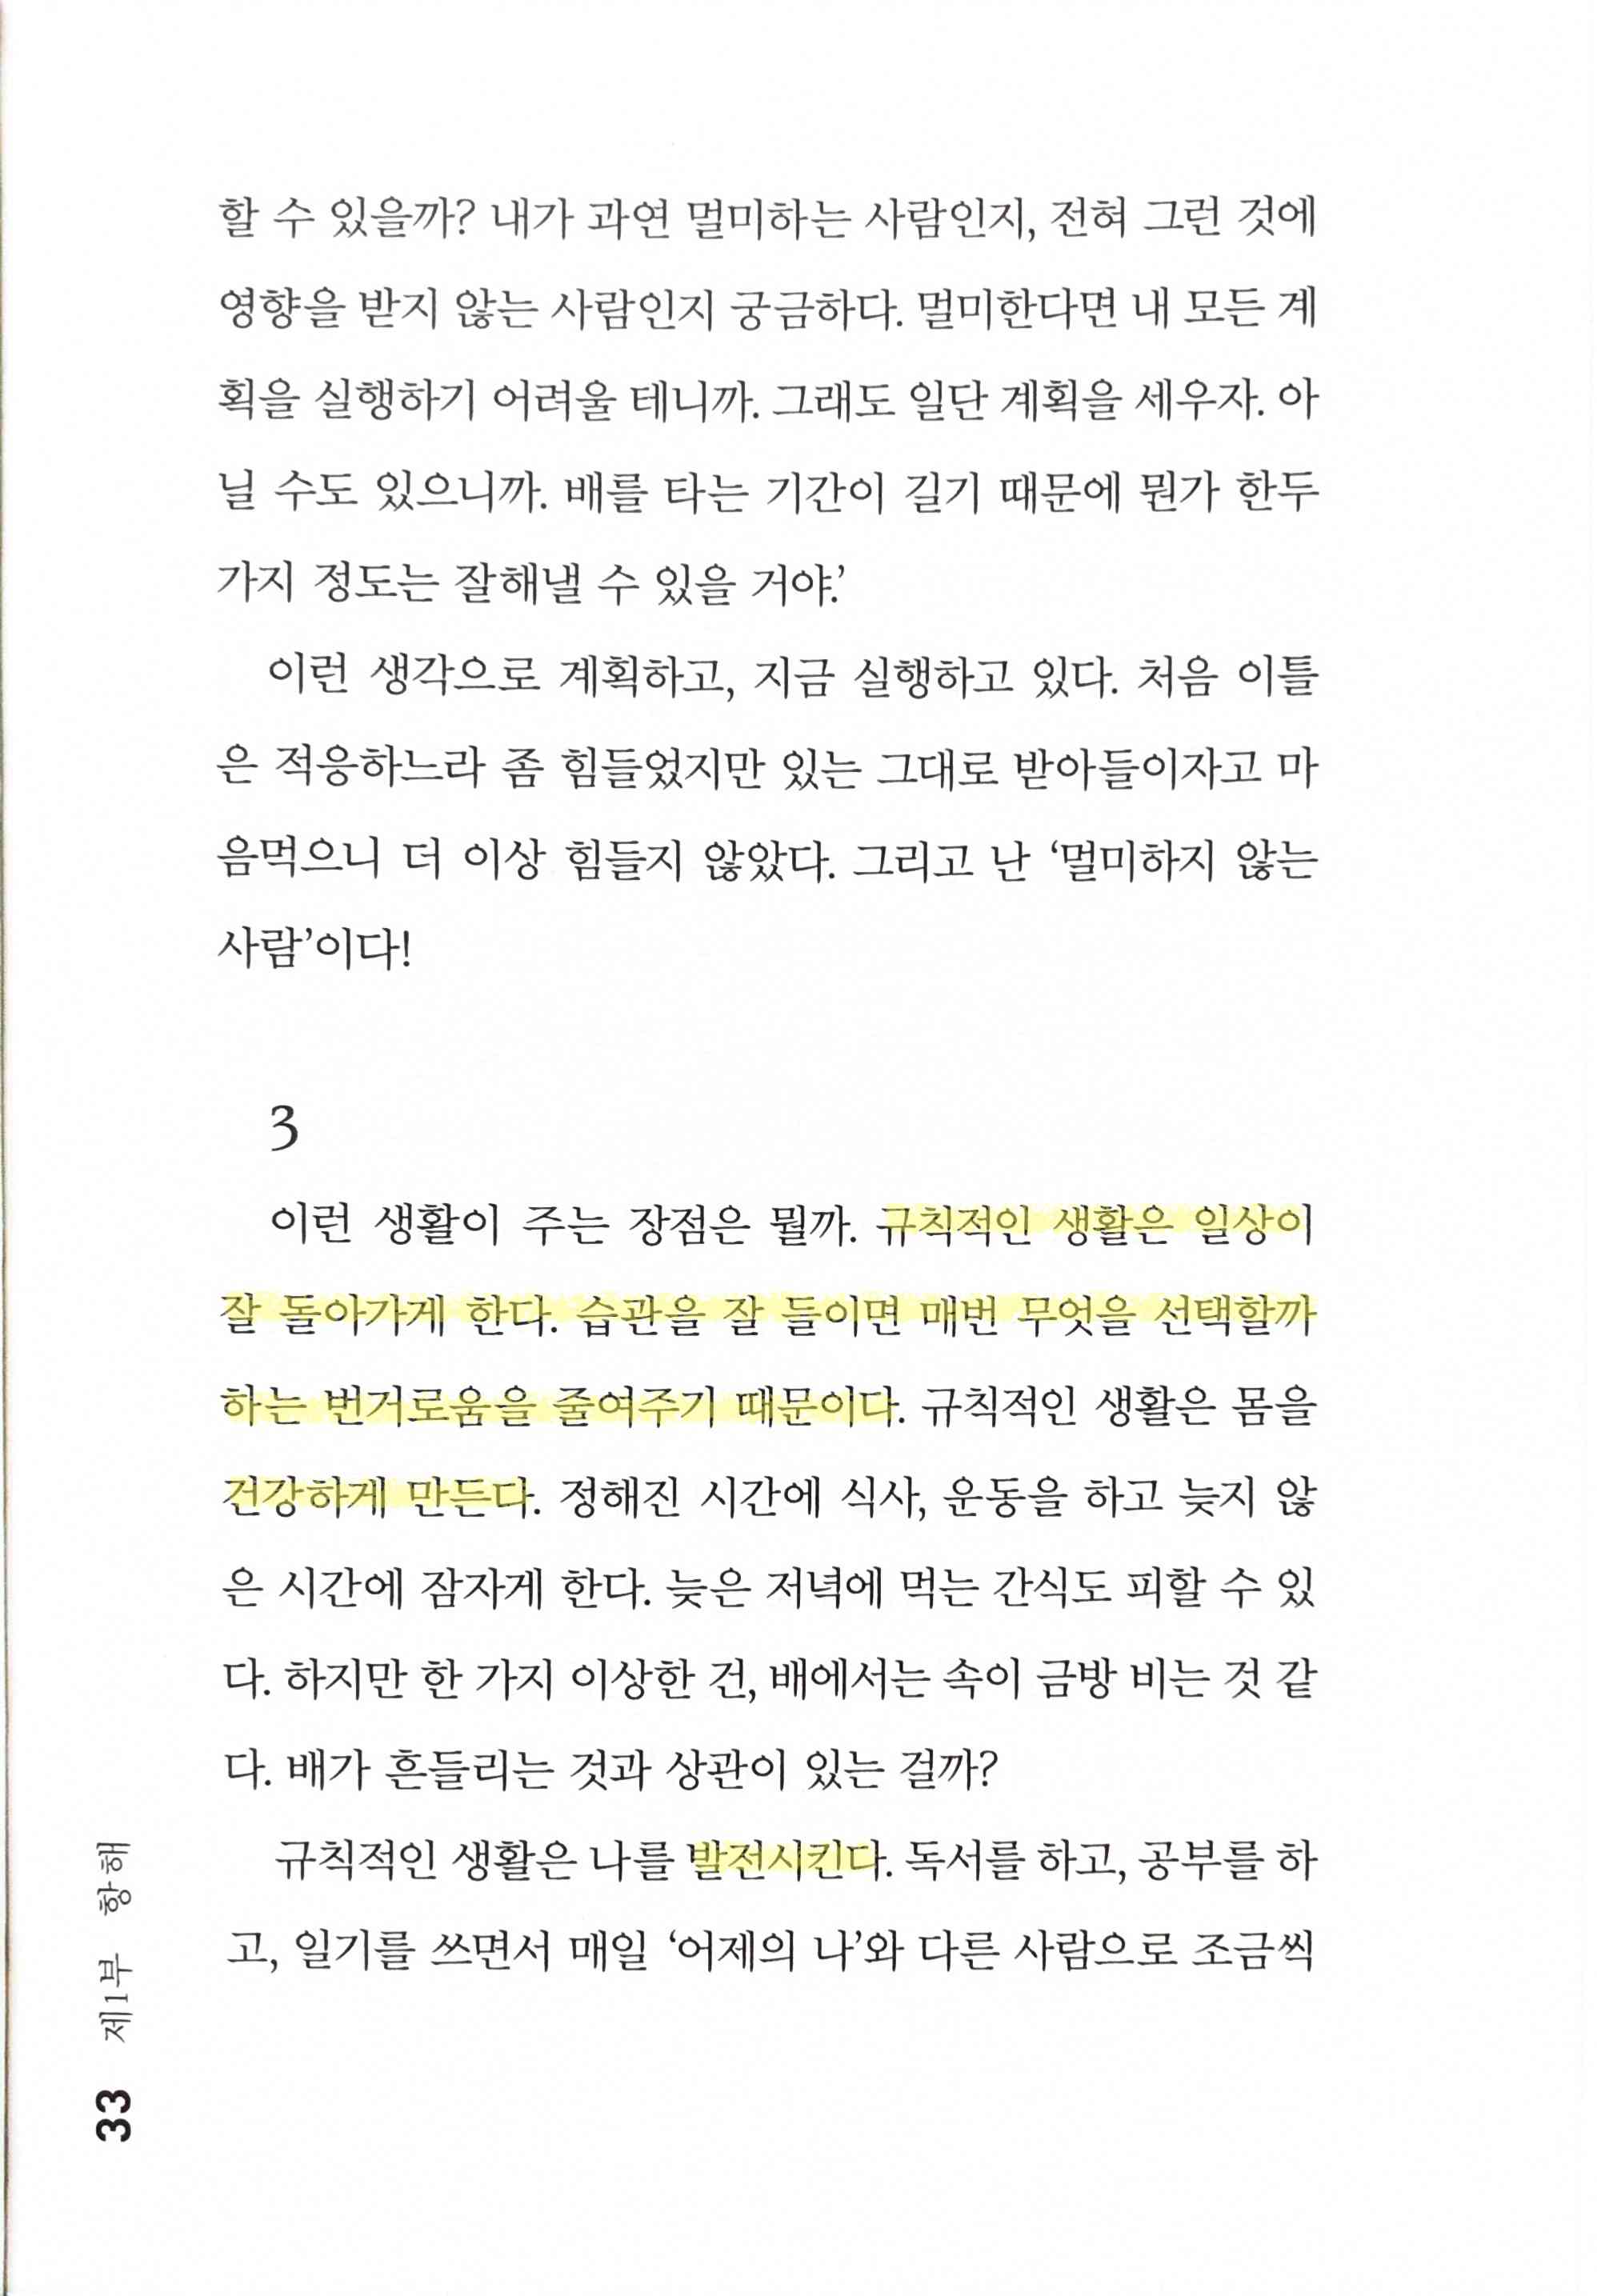 할 수 있을까? 내가 과연 멀미하는 사람인지, 전혀 그런 것에
영향을 받지 않는 사람인지 궁금하다. 멀미한다면 내 모든 계
획을 실행하기 어려울 테니까. 그래도 일단 계획을 세우자. 아
닐 수도 있으니까. 배를 타는 기간이 길기 때문에 뭔가 한두
가지 정도는 잘해낼 수 있을 거야.’
이런 생각으로 계획하고, 지금 실행하고 있다. 처음 이틀
은 적응하느라 좀 힘들었지만 있는 그대로 받아들이자고 마
음먹으니 더 이상 힘들지 않았다. 그리고 난 ‘멀미하지 않는
사람’이다!
3
이런 생활이 주는 장점은 뭘까. 규칙적인 생활은 일상이
잘 돌아가게 한다. 습관을 잘 들이면 매번 무엇을 선택할까
하는 번거로움을 줄여주기 때문이다. 규칙적인 생활은 몸을
건강하게 만든다. 정해진 시간에 식사, 운동을 하고 늦지 않
은 시간에 잠자게 한다. 늦은 저녁에 먹는 간식도 피할 수 있
다. 하지만 한 가지 이상한 건, 배에서는 속이 금방 비는 것 같
다. 배가 흔들리는 것과 상관이 있는 걸까?
규칙적인 생활은 나를 발전시킨다. 독서를 하고, 공부를 하
고, 일기를 쓰면서 매일 ‘어제의 나’와 다른 사람으로 조금씩
33 제1부 항해